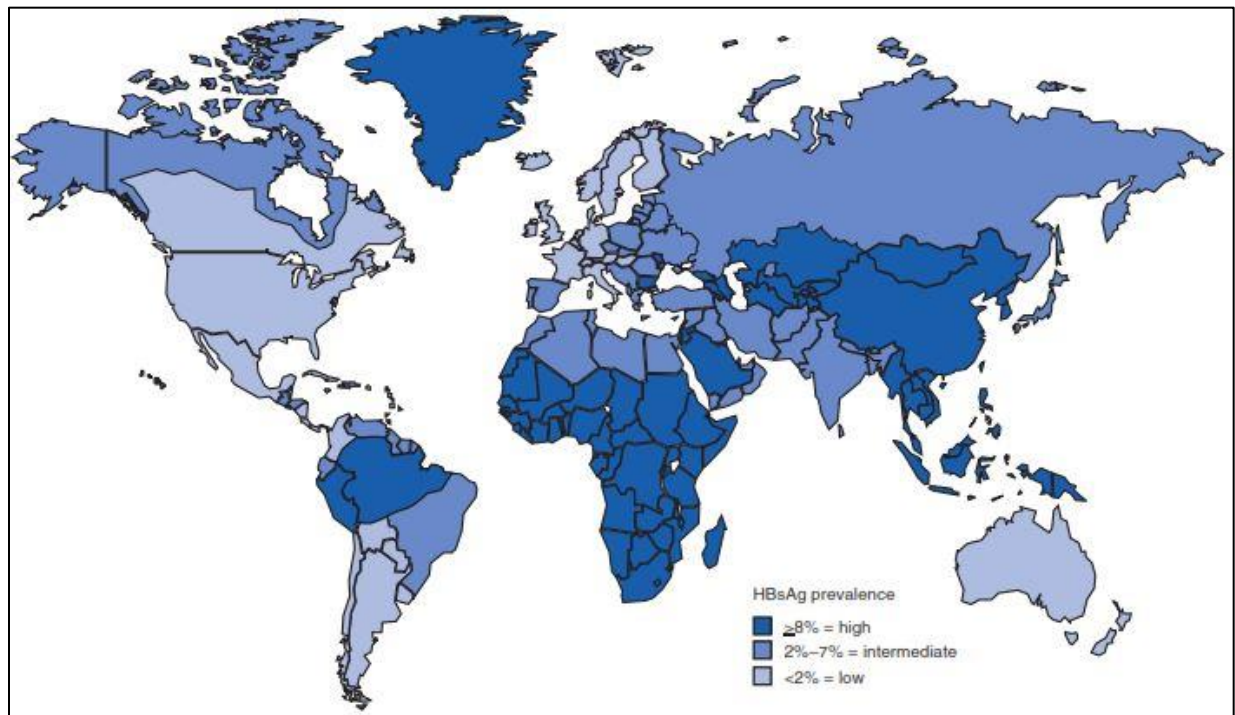 HBsAg prevalence
≥8% = high
2%–7% = intermediate
<2% = low